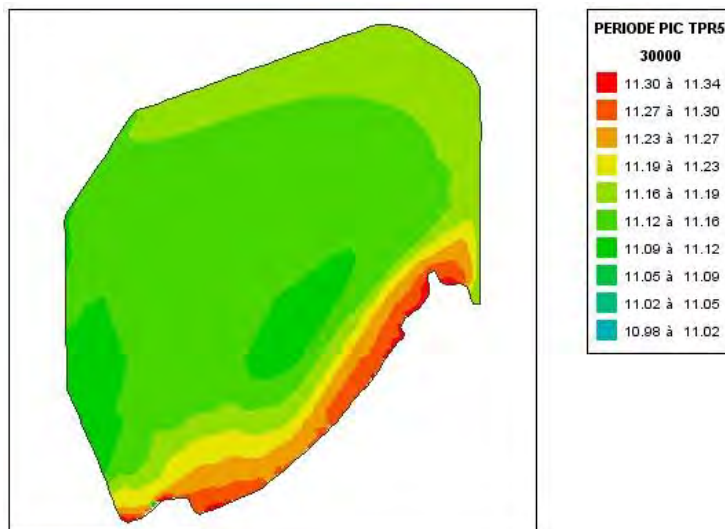 PERIODE PIC TPR5
30000
11.30 à 11.34
11.27 à 11.30
11.23 à 11.27
11.19 à 11.23
11.16 à 11.19
11.12 à 11.16
11.09 à 11.12
11.05 à 11.09
11.02 à 11.05
10.98 à 11.02